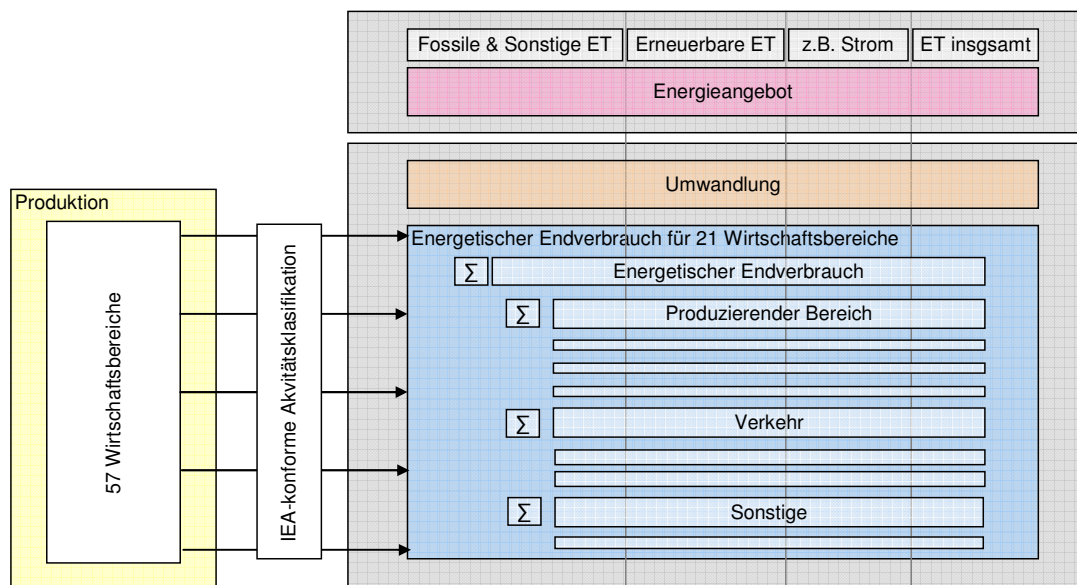 Fossile & Sonstige ET
Erneuerbare ET
z.B. Strom
ET insgsamt
Energieangebot
Umwandlung
Produktion
57 Wirtschaftsbereiche
IEA-konforme Akvitätsklasifikation
Energetischer Endverbrauch für 21 Wirtschaftsbereiche
∑ Energetischer Endverbrauch
∑ Produzierender Bereich
∑ Verkehr
∑ Sonstige